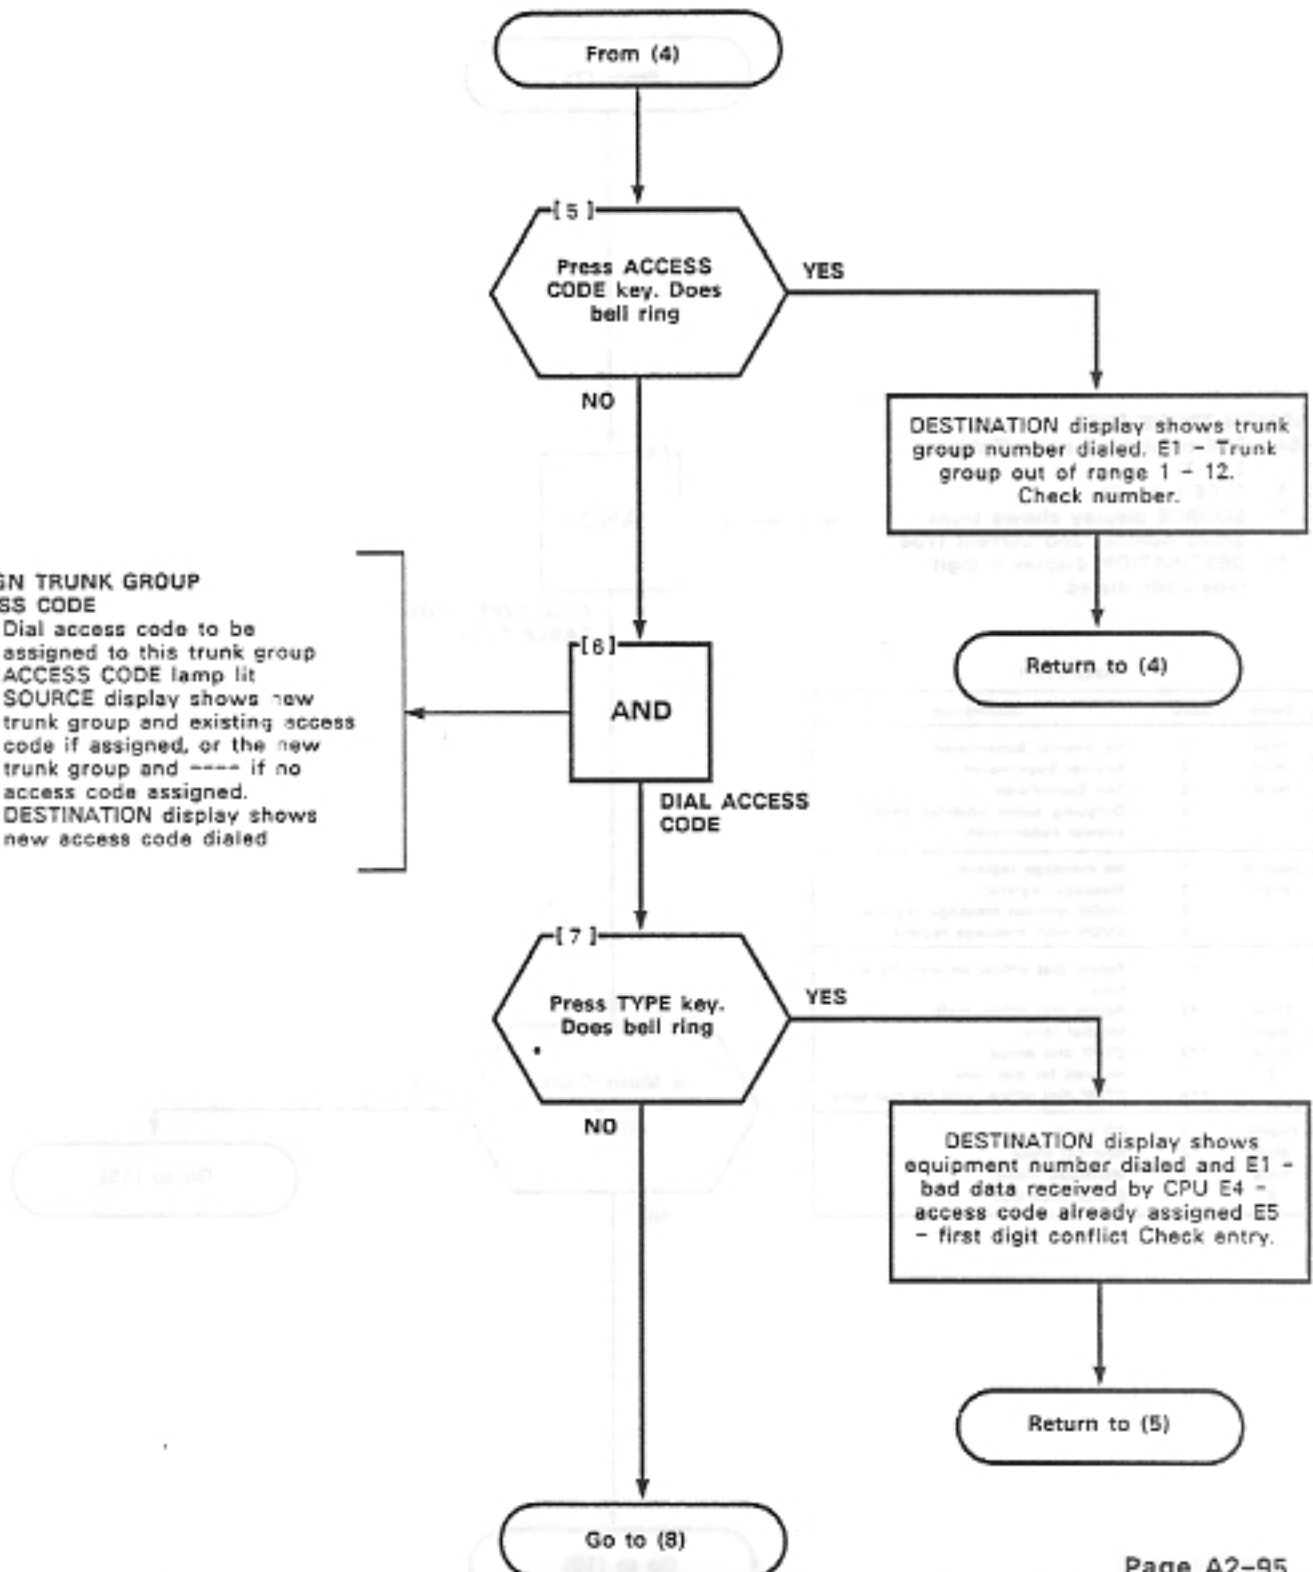 From (4)
[5]
Press ACCESS
CODE key. Does
bell ring
YES
NO
DESTINATION display shows trunk
group number dialed. E1 - Trunk
group out of range 1 - 12.
Check number.
Return to (4)
GN TRUNK GROUP
SS CODE
Dial access code to be
assigned to this trunk group
ACCESS CODE lamp lit
SOURCE display shows new
trunk group and existing access
code if assigned, or the new
trunk group and ---- if no
access code assigned.
DESTINATION display shows
new access code dialed
[6]
AND
DIAL ACCESS
CODE
[7]
Press TYPE key.
Does bell ring
YES
NO
DESTINATION display shows
equipment number dialed and E1 -
bad data received by CPU E4 -
access code already assigned E5
- first digit conflict Check entry.
Return to (5)
Go to (8)
Page A2-95